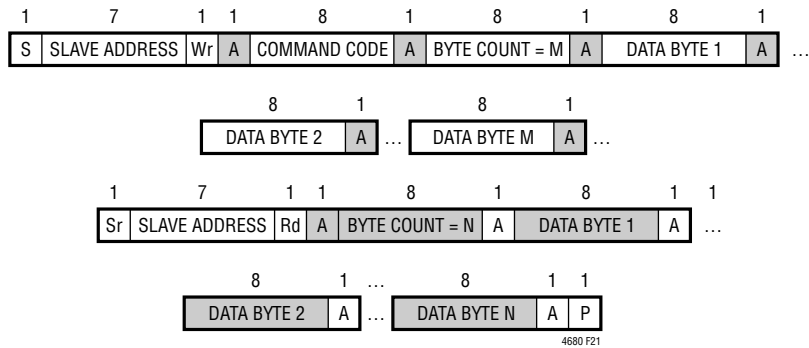 1 7 1 1 8 1 8 1 8 1
S SLAVE ADDRESS Wr A COMMAND CODE A BYTE COUNT = M A DATA BYTE 1 A …
8 1 8 1
DATA BYTE 2 A … DATA BYTE M A …
1 7 1 1 8 1 8 1 1
Sr SLAVE ADDRESS Rd A BYTE COUNT = N A DATA BYTE 1 A …
8 1 … 8 1 1
DATA BYTE 2 A … DATA BYTE N A P
4680 F21